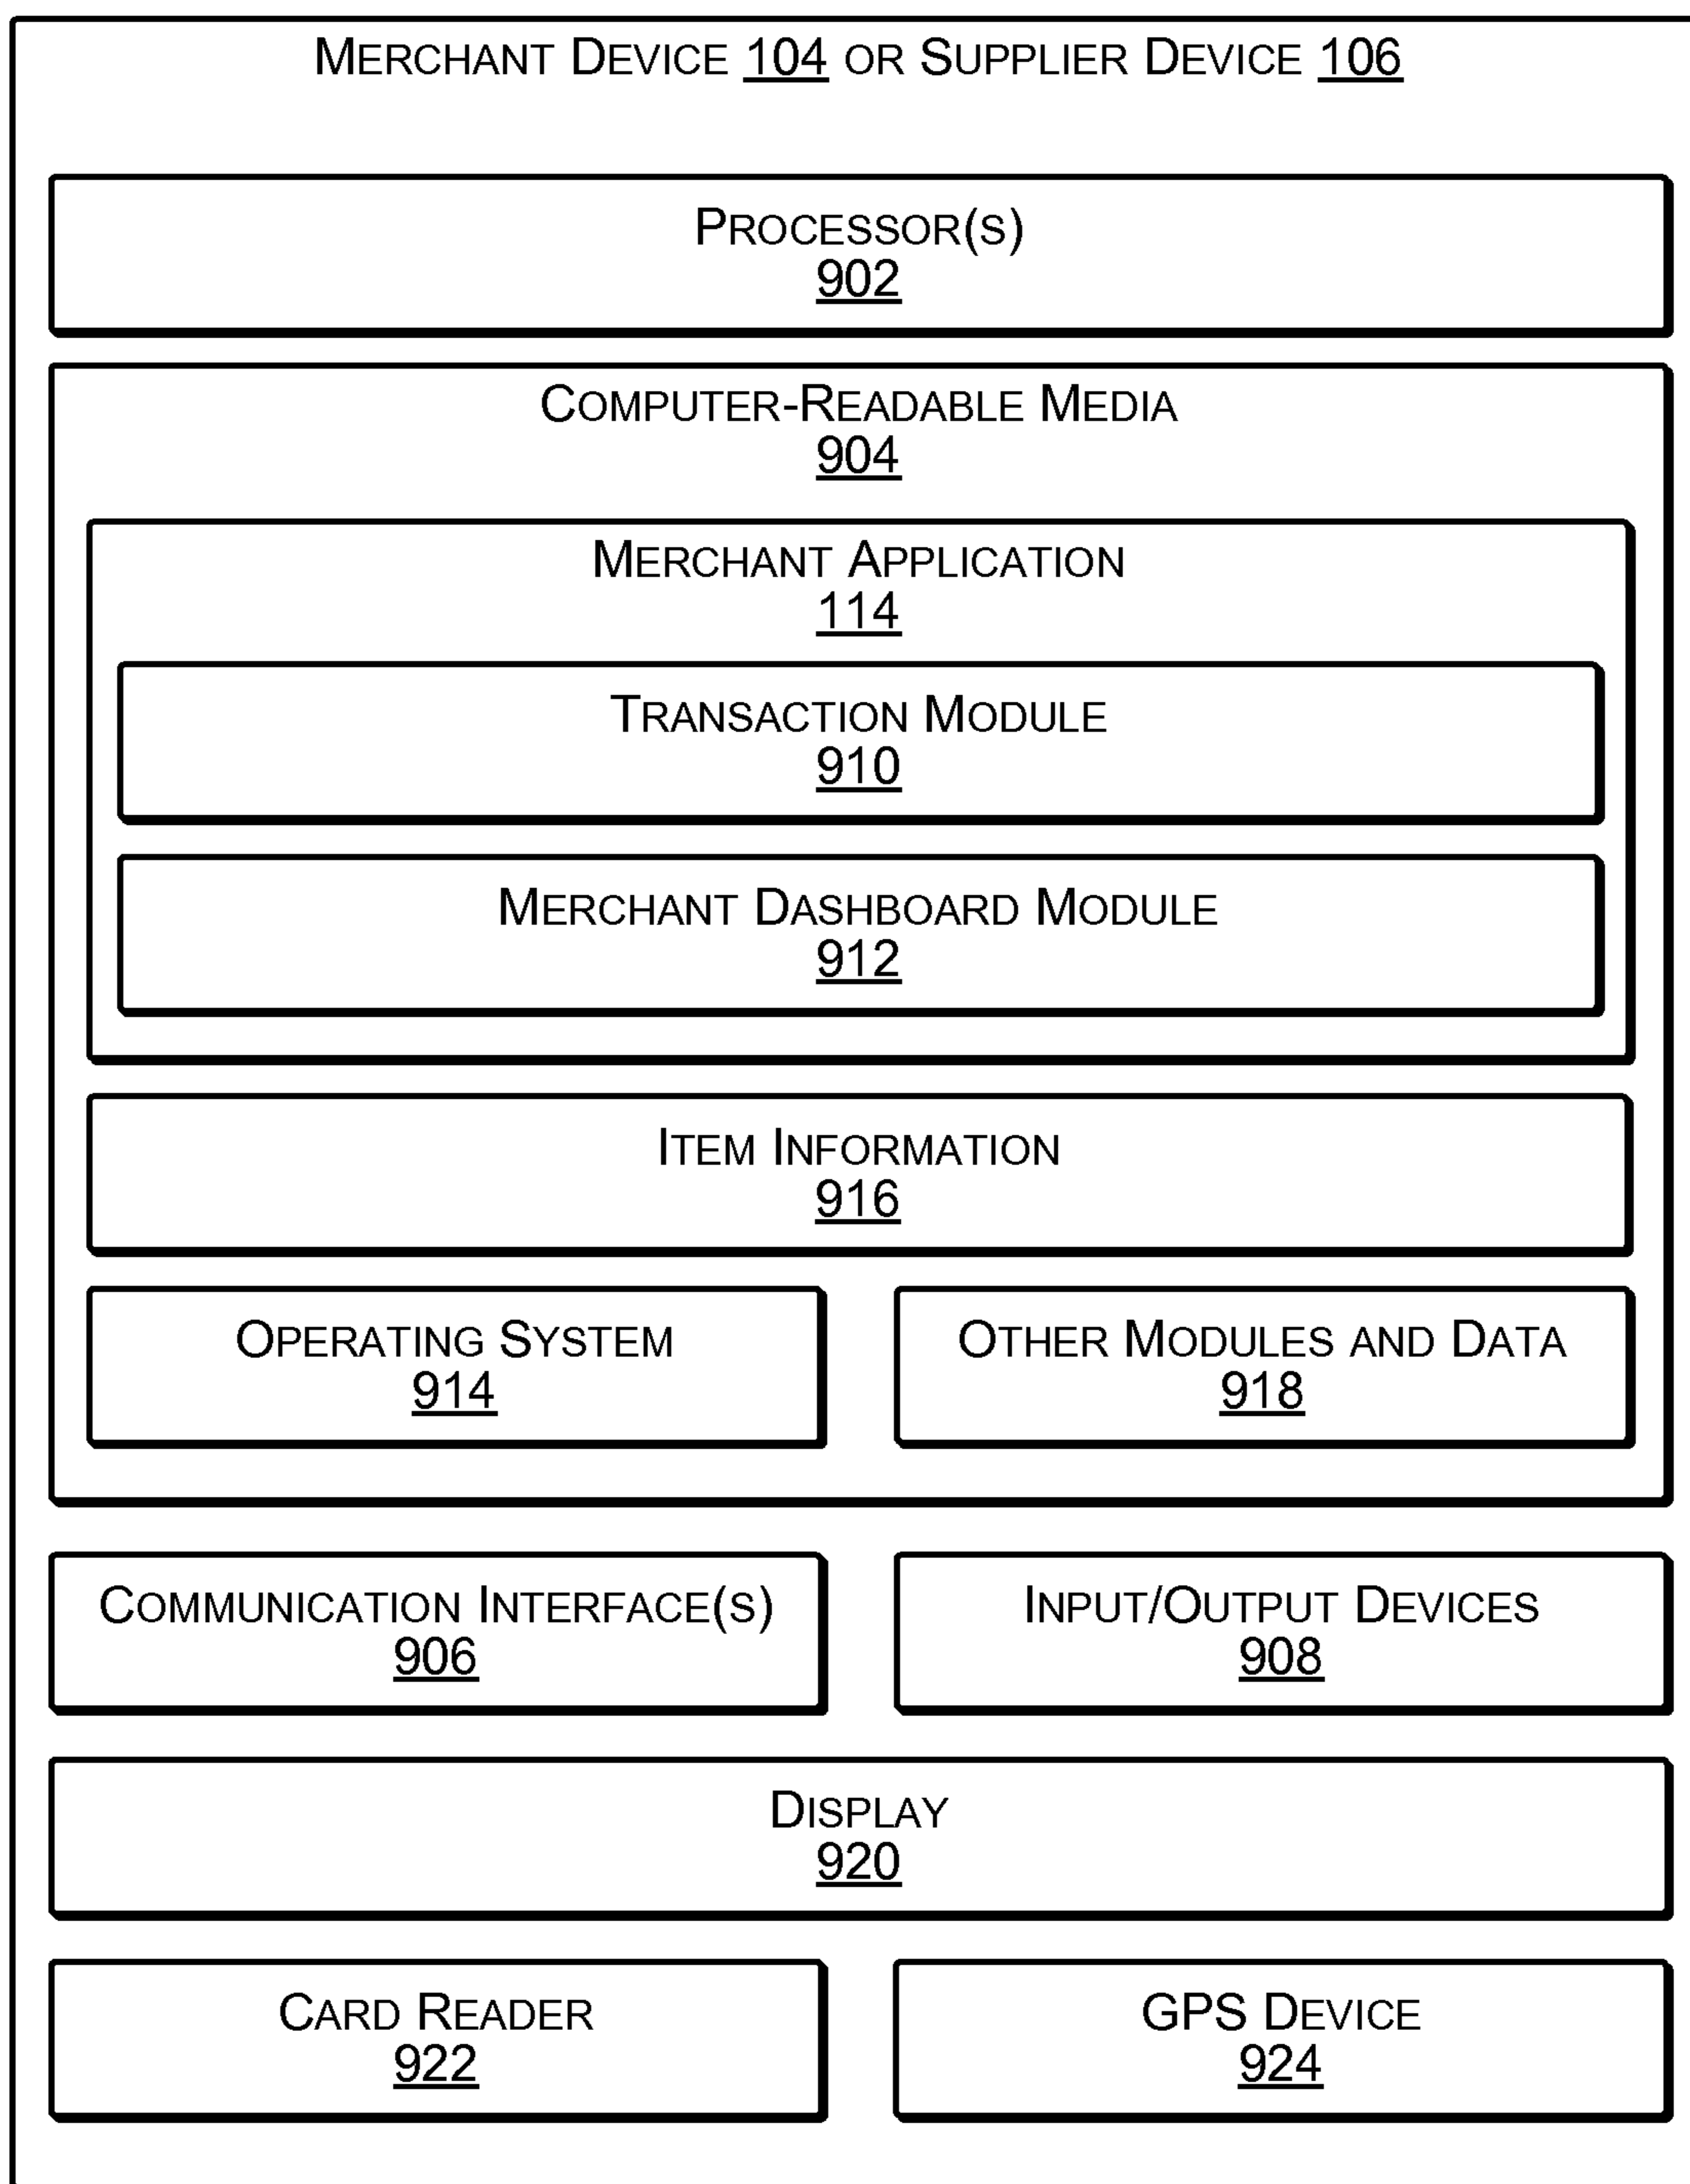 MERCHANT DEVICE 104 OR SUPPLIER DEVICE 106
PROCESSOR(S)
902
COMPUTER-READABLE MEDIA
904
MERCHANT APPLICATION
114
TRANSACTION MODULE
910
MERCHANT DASHBOARD MODULE
912
ITEM INFORMATION
916
OPERATING SYSTEM
914
OTHER MODULES AND DATA
918
COMMUNICATION INTERFACE(S)
906
INPUT/OUTPUT DEVICES
908
DISPLAY
920
CARD READER
922
GPS DEVICE
924